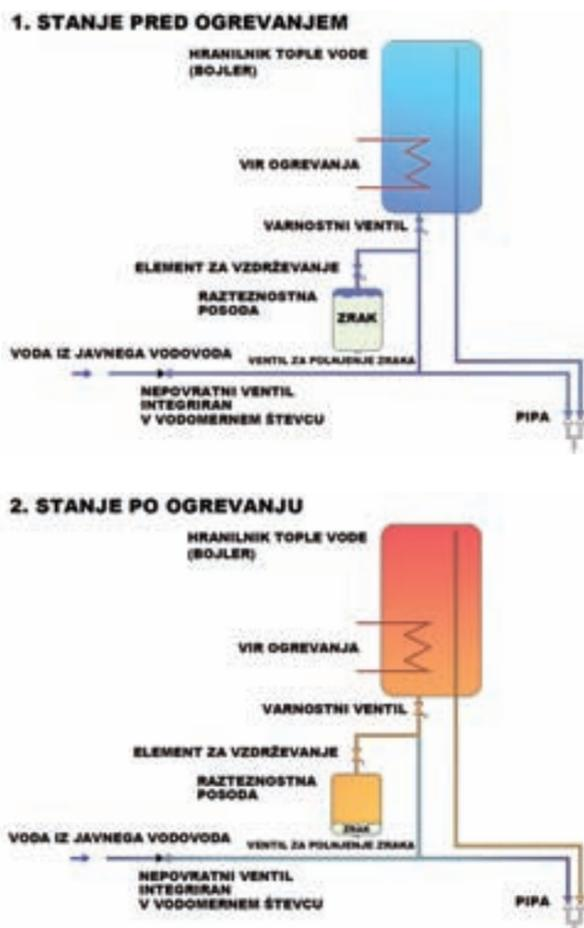 1. STANJE PRED OGREVANJEM
HRANILNIK TOPLE VODE
(BOJLER)
VIR OGREVANJA
VARNOSTNI VENTIL
ELEMENT ZA VZDRŽEVANJE
RAZTEZNOSTNA
POSODA
ZRAK
VODA IZ JAVNEGA VODOVODA
VENTIL ZA POLNJENJE ZRAKA
NEPOVRATNI VENTIL
INTEGRIRAN
V VODOMERNEM ŠTEVCU
PIPA
2. STANJE PO OGREVANJU
HRANILNIK TOPLE VODE
(BOJLER)
VIR OGREVANJA
VARNOSTNI VENTIL
ELEMENT ZA VZDRŽEVANJE
RAZTEZNOSTNA
POSODA
ZRAK
VODA IZ JAVNEGA VODOVODA
VENTIL ZA POLNJENJE ZRAKA
NEPOVRATNI VENTIL
INTEGRIRAN
V VODOMERNEM ŠTEVCU
PIPA